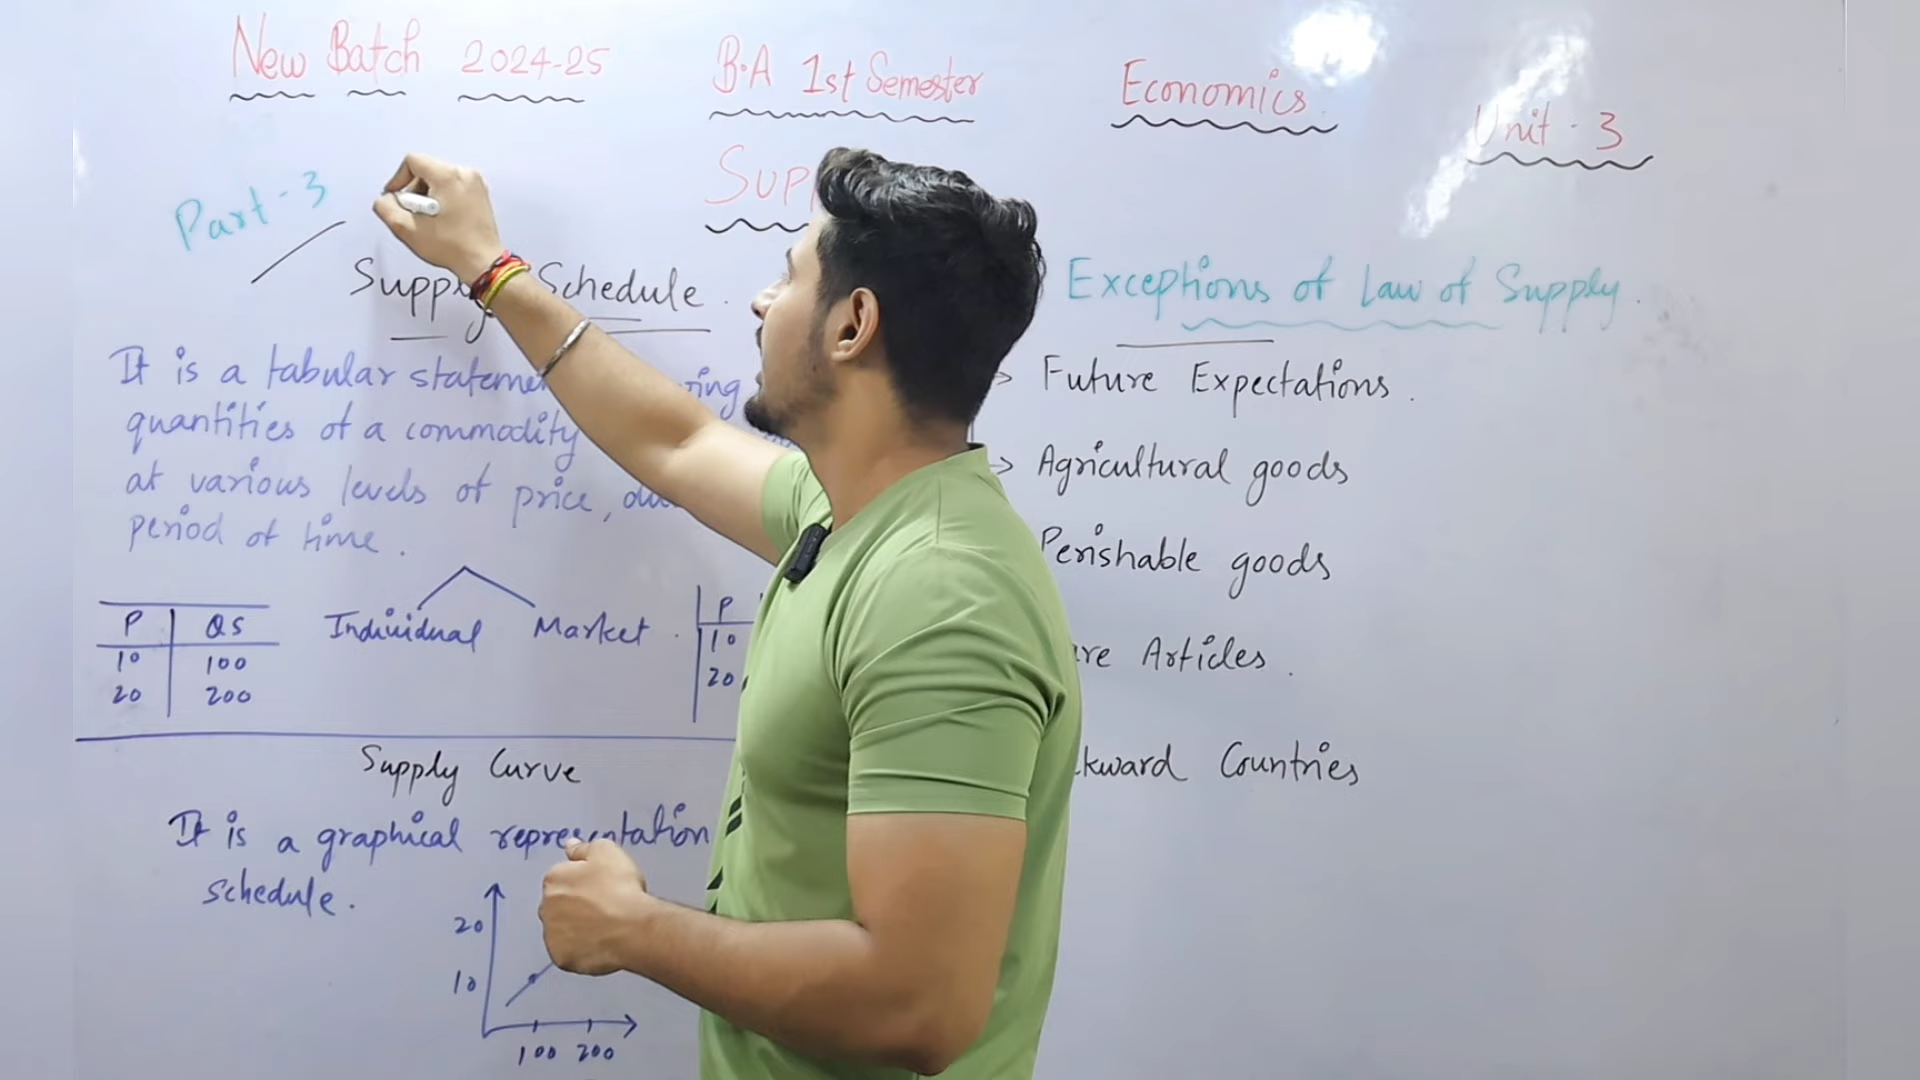 New Batch 2024-25 B.A 1st Semester Economics. Unit - 3
Part - 3
Supply Schedule.
It is a tabular
quantities of a commodity
at various levels of price,
period of time.
P QS
10 100
20 200
Individual Market.
P
10
20
Supply Curve
It is a graphical representation
schedule.
20
10
100 200
Exceptions of Law of Supply.
> Future Expectations.
-> Agricultural goods
Perishable goods
Articles.
Countries